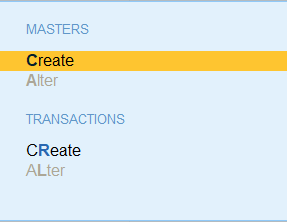 MASTERS
Create
Alter
TRANSACTIONS
CReate
ALter